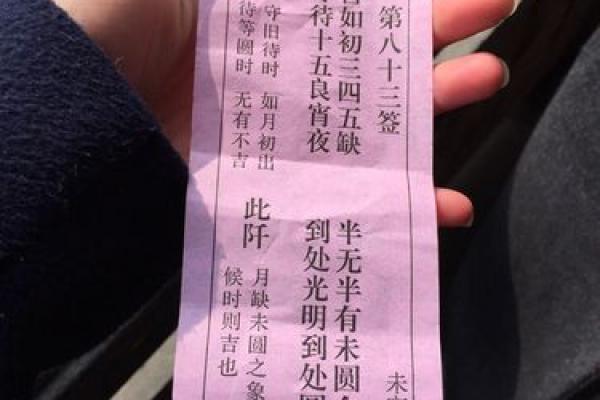 第八十三签
未
如初三四五缺 半无半有未圆
待十五良宵夜 到处光明到处
守旧待时 如月初出
待等圆时 无有不吉
此阡
月缺未圆之象
候时则吉也